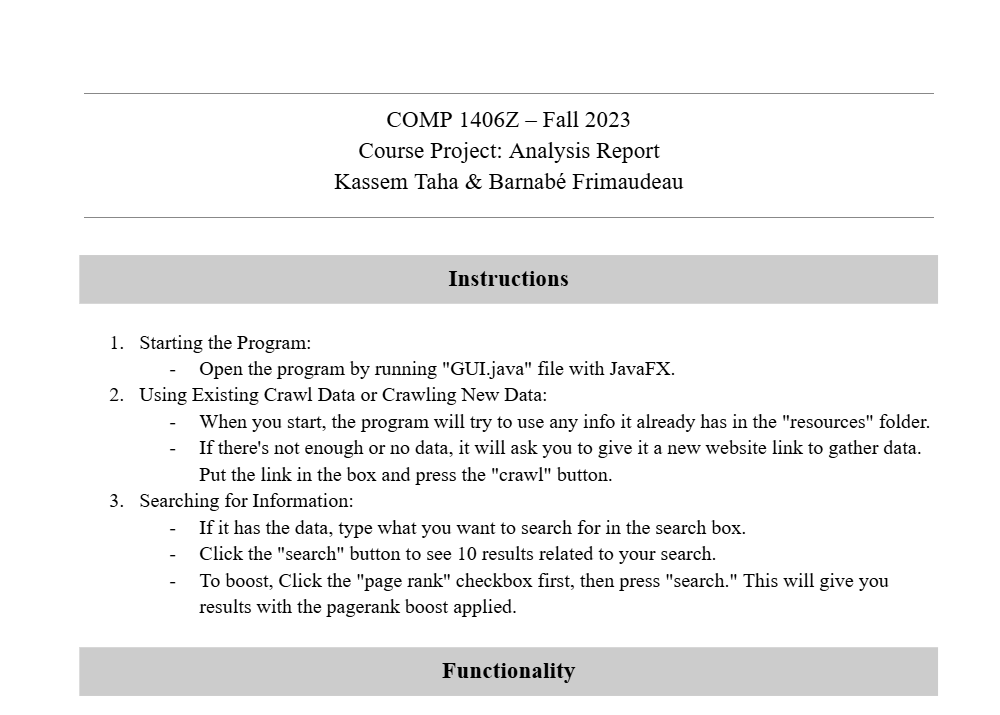 COMP 1406Z – Fall 2023
Course Project: Analysis Report
Kassem Taha & Barnabé Frimaudeau
Instructions
1. Starting the Program:
- Open the program by running "GUI.java" file with JavaFX.
2. Using Existing Crawl Data or Crawling New Data:
- When you start, the program will try to use any info it already has in the "resources" folder.
- If there's not enough or no data, it will ask you to give it a new website link to gather data.
Put the link in the box and press the "crawl" button.
3. Searching for Information:
- If it has the data, type what you want to search for in the search box.
- Click the "search" button to see 10 results related to your search.
- To boost, Click the "page rank" checkbox first, then press "search." This will give you
results with the pagerank boost applied.
Functionality